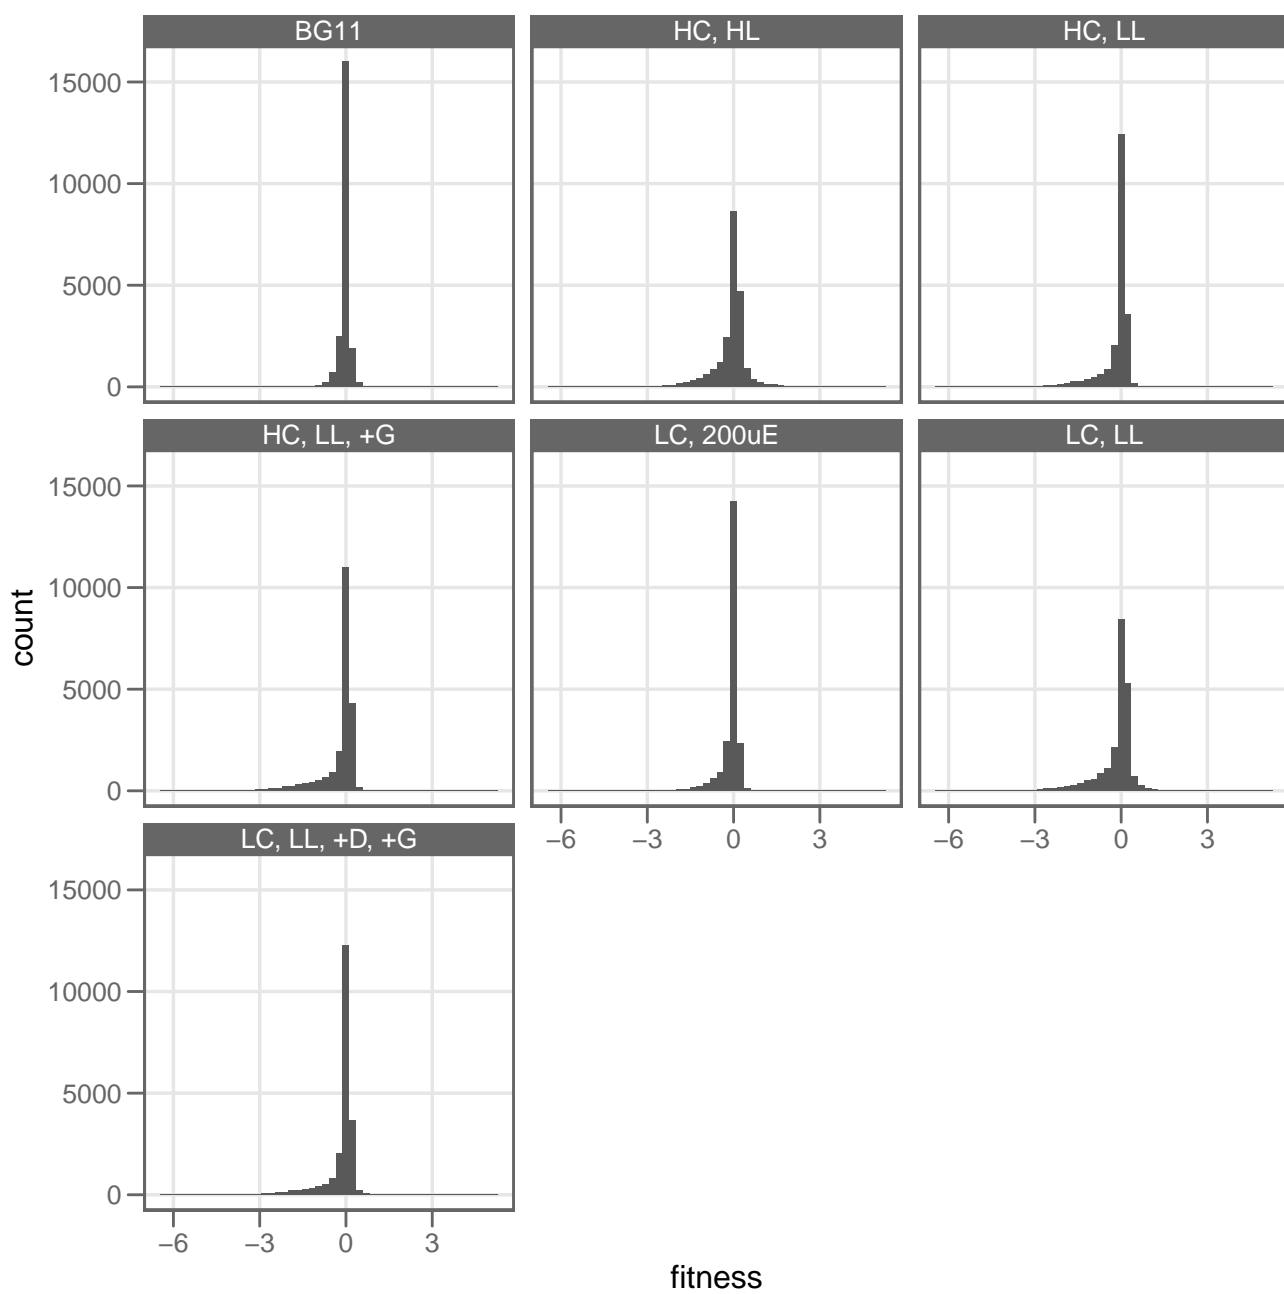 BG11
HC, HL
HC, LL
15000
10000
5000
0
HC, LL, +G
LC, 200uE
LC, LL
15000
10000
5000
0
−6 −3 0 3
−6 −3 0 3
LC, LL, +D, +G
15000
10000
5000
0
−6 −3 0 3
count
fitness